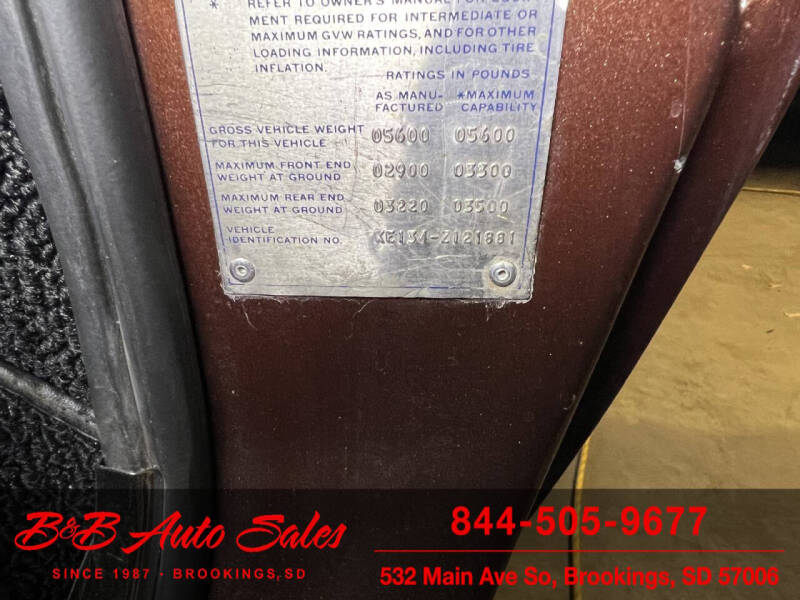 * REFER TO OWNER'S MANUAL FOR EQUIP-
MENT REQUIRED FOR INTERMEDIATE OR
MAXIMUM GVW RATINGS, AND FOR OTHER
LOADING INFORMATION, INCLUDING TIRE
INFLATION.
RATINGS IN POUNDS
AS MANU- *MAXIMUM
FACTURED CAPABILITY
GROSS VEHICLE WEIGHT
FOR THIS VEHICLE 05600 05600
MAXIMUM FRONT END
WEIGHT AT GROUND 02900 03300
MAXIMUM REAR END
WEIGHT AT GROUND 03220 03500
VEHICLE
IDENTIFICATION NO. KE134-Z121881
B&B Auto Sales
SINCE 1987 - BROOKINGS, SD
844-505-9677
532 Main Ave So, Brookings, SD 57006